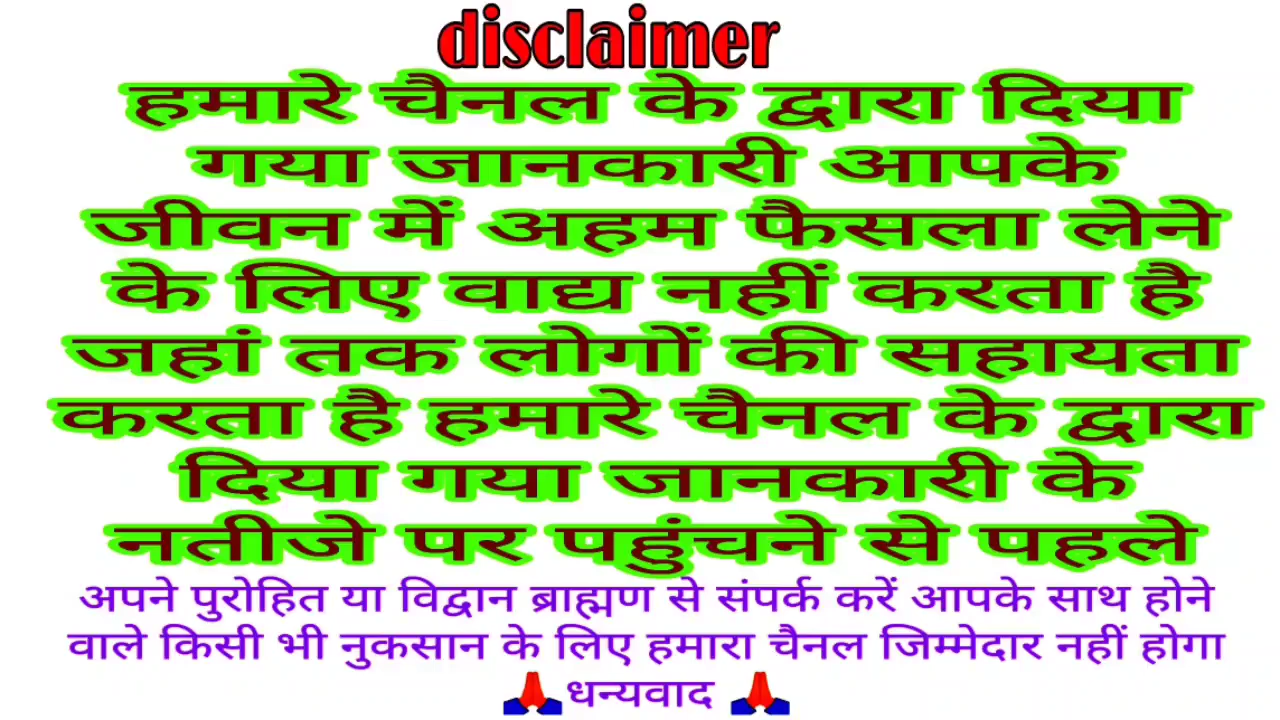 disclaimer
हमारे चैनल के द्वारा दिया
गया जानकारी आपके
जीवन में अहम फैसला लेने
के लिए वाद्य नहीं करता है
जहां तक लोगों की सहायता
करता है हमारे चैनल के द्वारा
दिया गया जानकारी के
नतीजे पर पहुंचने से पहले
अपने पुरोहित या विद्वान ब्राह्मण से संपर्क करें आपके साथ होने
वाले किसी भी नुकसान के लिए हमारा चैनल जिम्मेदार नहीं होगा
🙏धन्यवाद 🙏